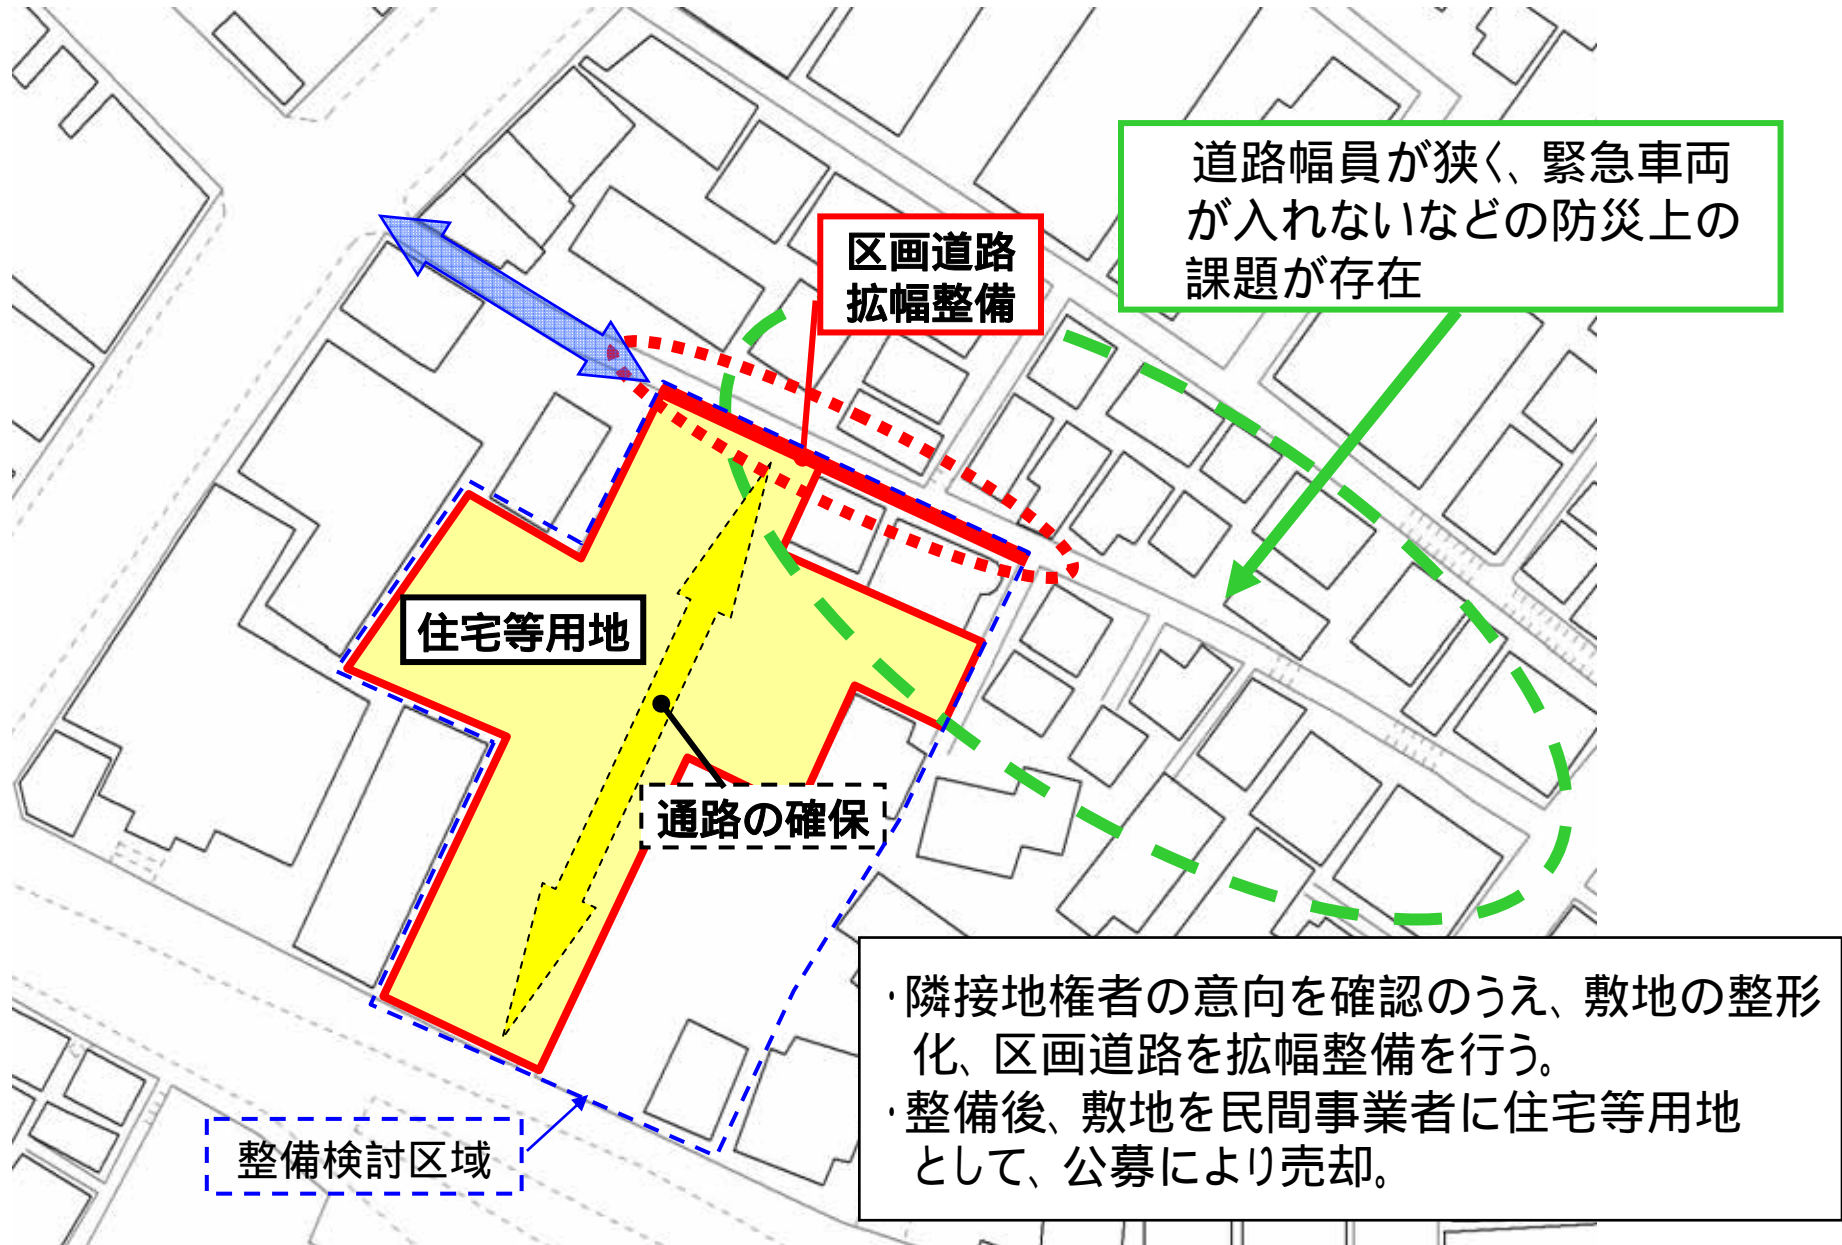 道路幅員が狭く、緊急車両
が入れないなどの防災上の
課題が存在
区画道路
拡幅整備
住宅等用地
通路の確保
・隣接地権者の意向を確認のうえ、敷地の整形
化、区画道路を拡幅整備を行う。
・整備後、敷地を民間事業者に住宅等用地
として、公募により売却。
整備検討区域